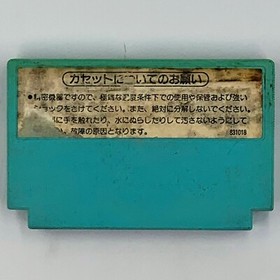 カセットについてのお願い
●精密機器ですので、極端な温度条件下での使用や保管および強い
ショックをさけてください。また、絶対に分解しないでください。
に手を触れたり、水にぬらしたりして汚さないようにして
故障の原因となります。
831018